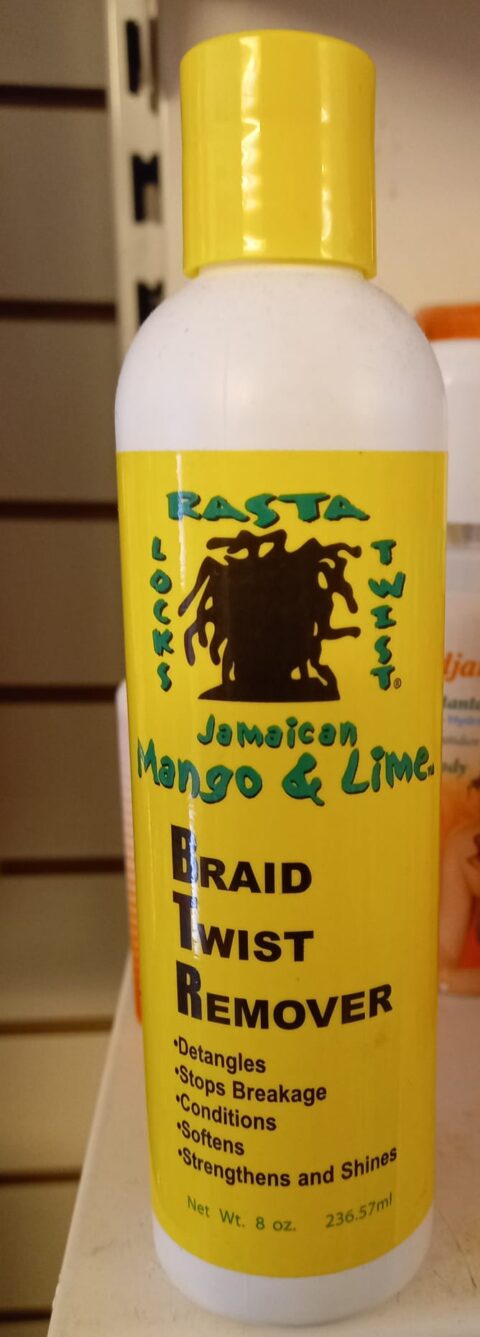 RASTA
LOCKS
TWIST®
Jamaican
Mango & Lime
BRAID
TWIST
REMOVER
•Detangles
•Stops Breakage
•Conditions
•Softens
•Strengthens and Shines
Net Wt. 8 oz. 236.57ml